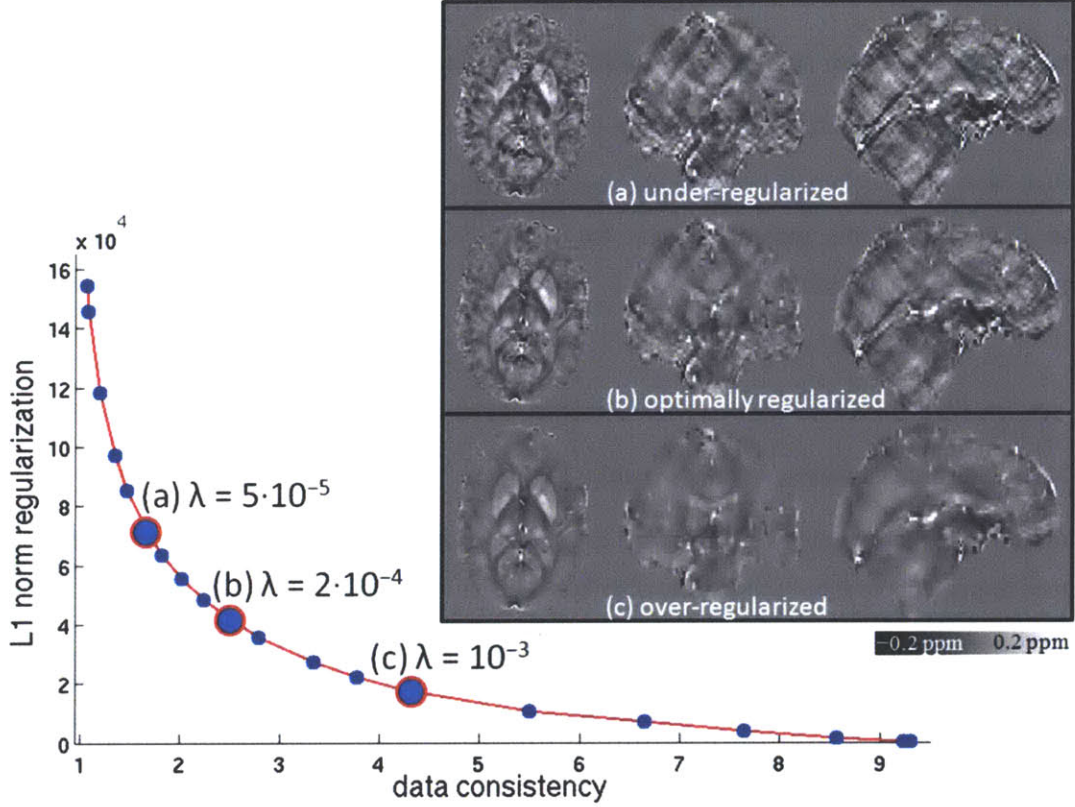 (a) under-regularized
(b) optimally regularized
(c) over-regularized
−0.2 ppm 0.2 ppm
x 10⁴
16
14
12
10
8
6
4
2
0
L1 norm regularization
(a) λ = 5·10⁻⁵
(b) λ = 2·10⁻⁴
(c) λ = 10⁻³
1 2 3 4 5 6 7 8 9
data consistency